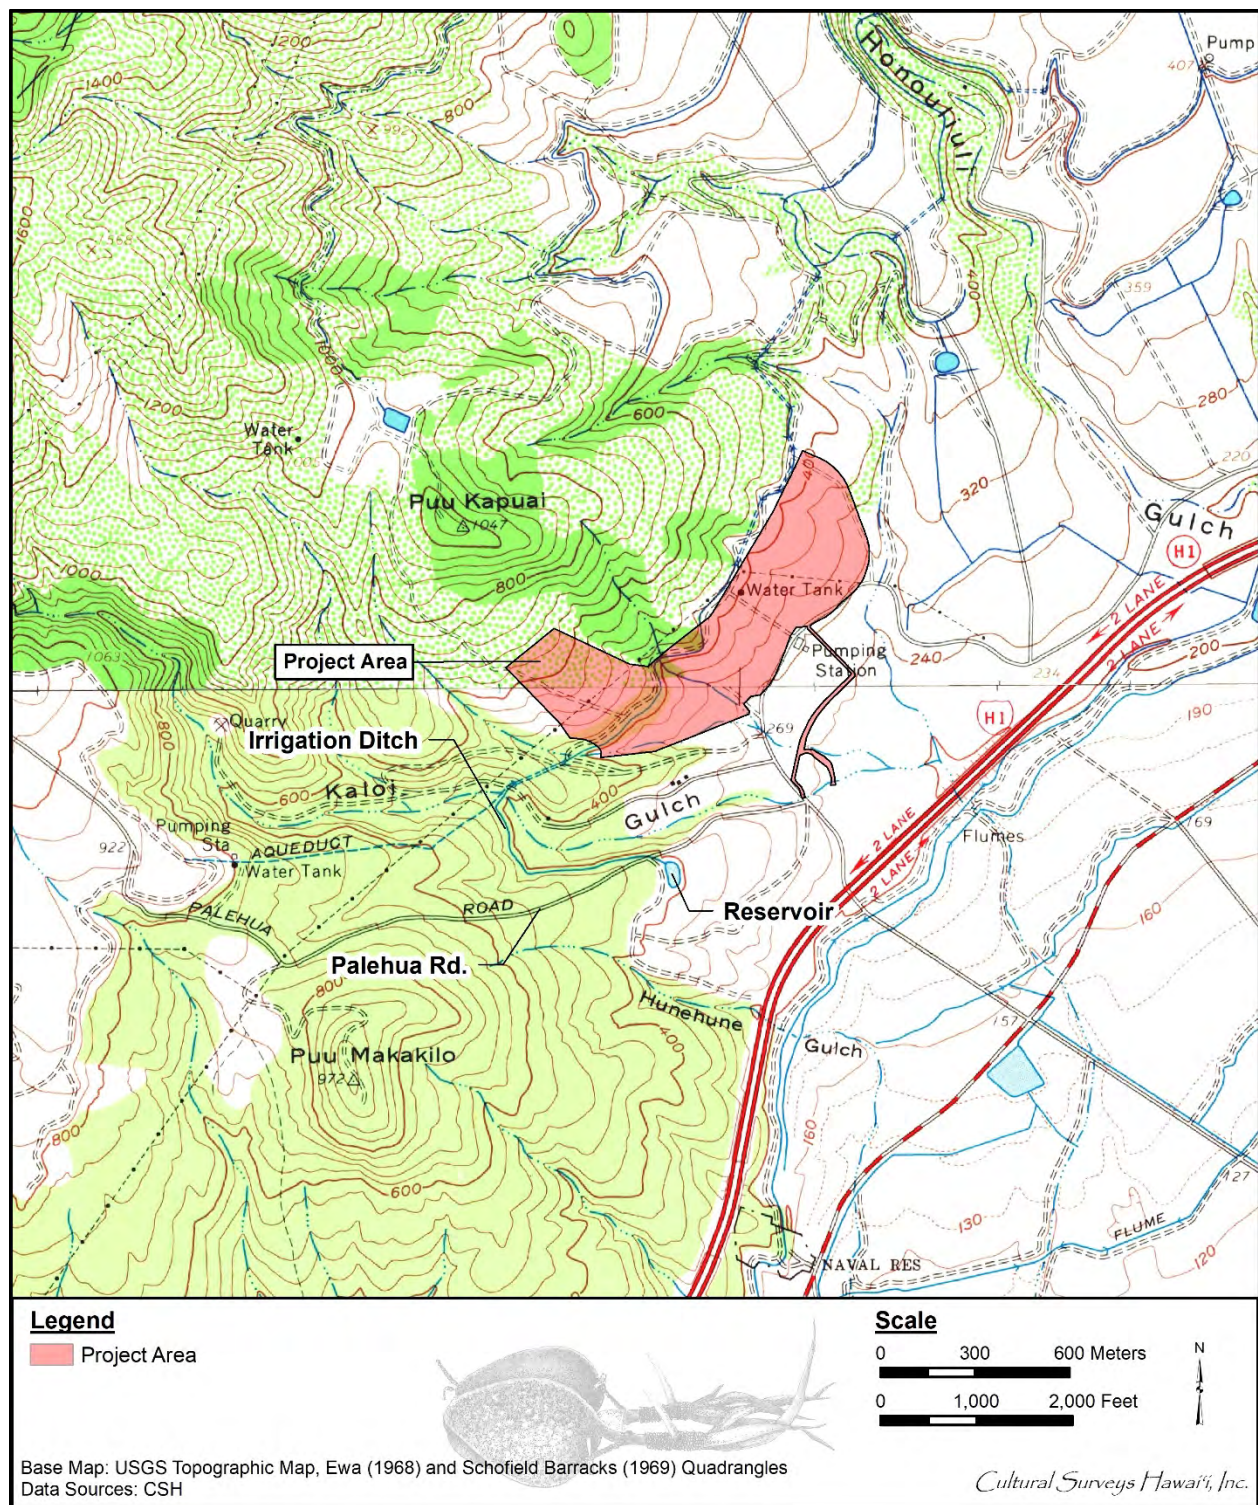 1200
1400
800
992
1600
Honouliuli
Pump
407
400
359
280
220
320
Gulch
H1
1000
1200
Water
Tank
600
400
Puu Kapuai
1047
800
1000
1063
Water Tank
Project Area
Pumping
Station
240
234
2 LANE
2 LANE
200
190
H1
269
Quarry
800
Irrigation Ditch
Kaloi
600
400
Gulch
Pumping
Sta
AQUEDUCT
Water Tank
922
PALEHUA
ROAD
Palehua Rd.
Reservoir
2 LANE
2 LANE
Flumes
169
160
800
Hunehune
Gulch
400
157
Puu Makakilo
972
800
600
160
127
130
FLUME
120
NAVAL RES
Legend
Project Area
Scale
0 300 600 Meters
0 1,000 2,000 Feet
N
Base Map: USGS Topographic Map, Ewa (1968) and Schofield Barracks (1969) Quadrangles
Data Sources: CSH
Cultural Surveys Hawaiʻi, Inc.